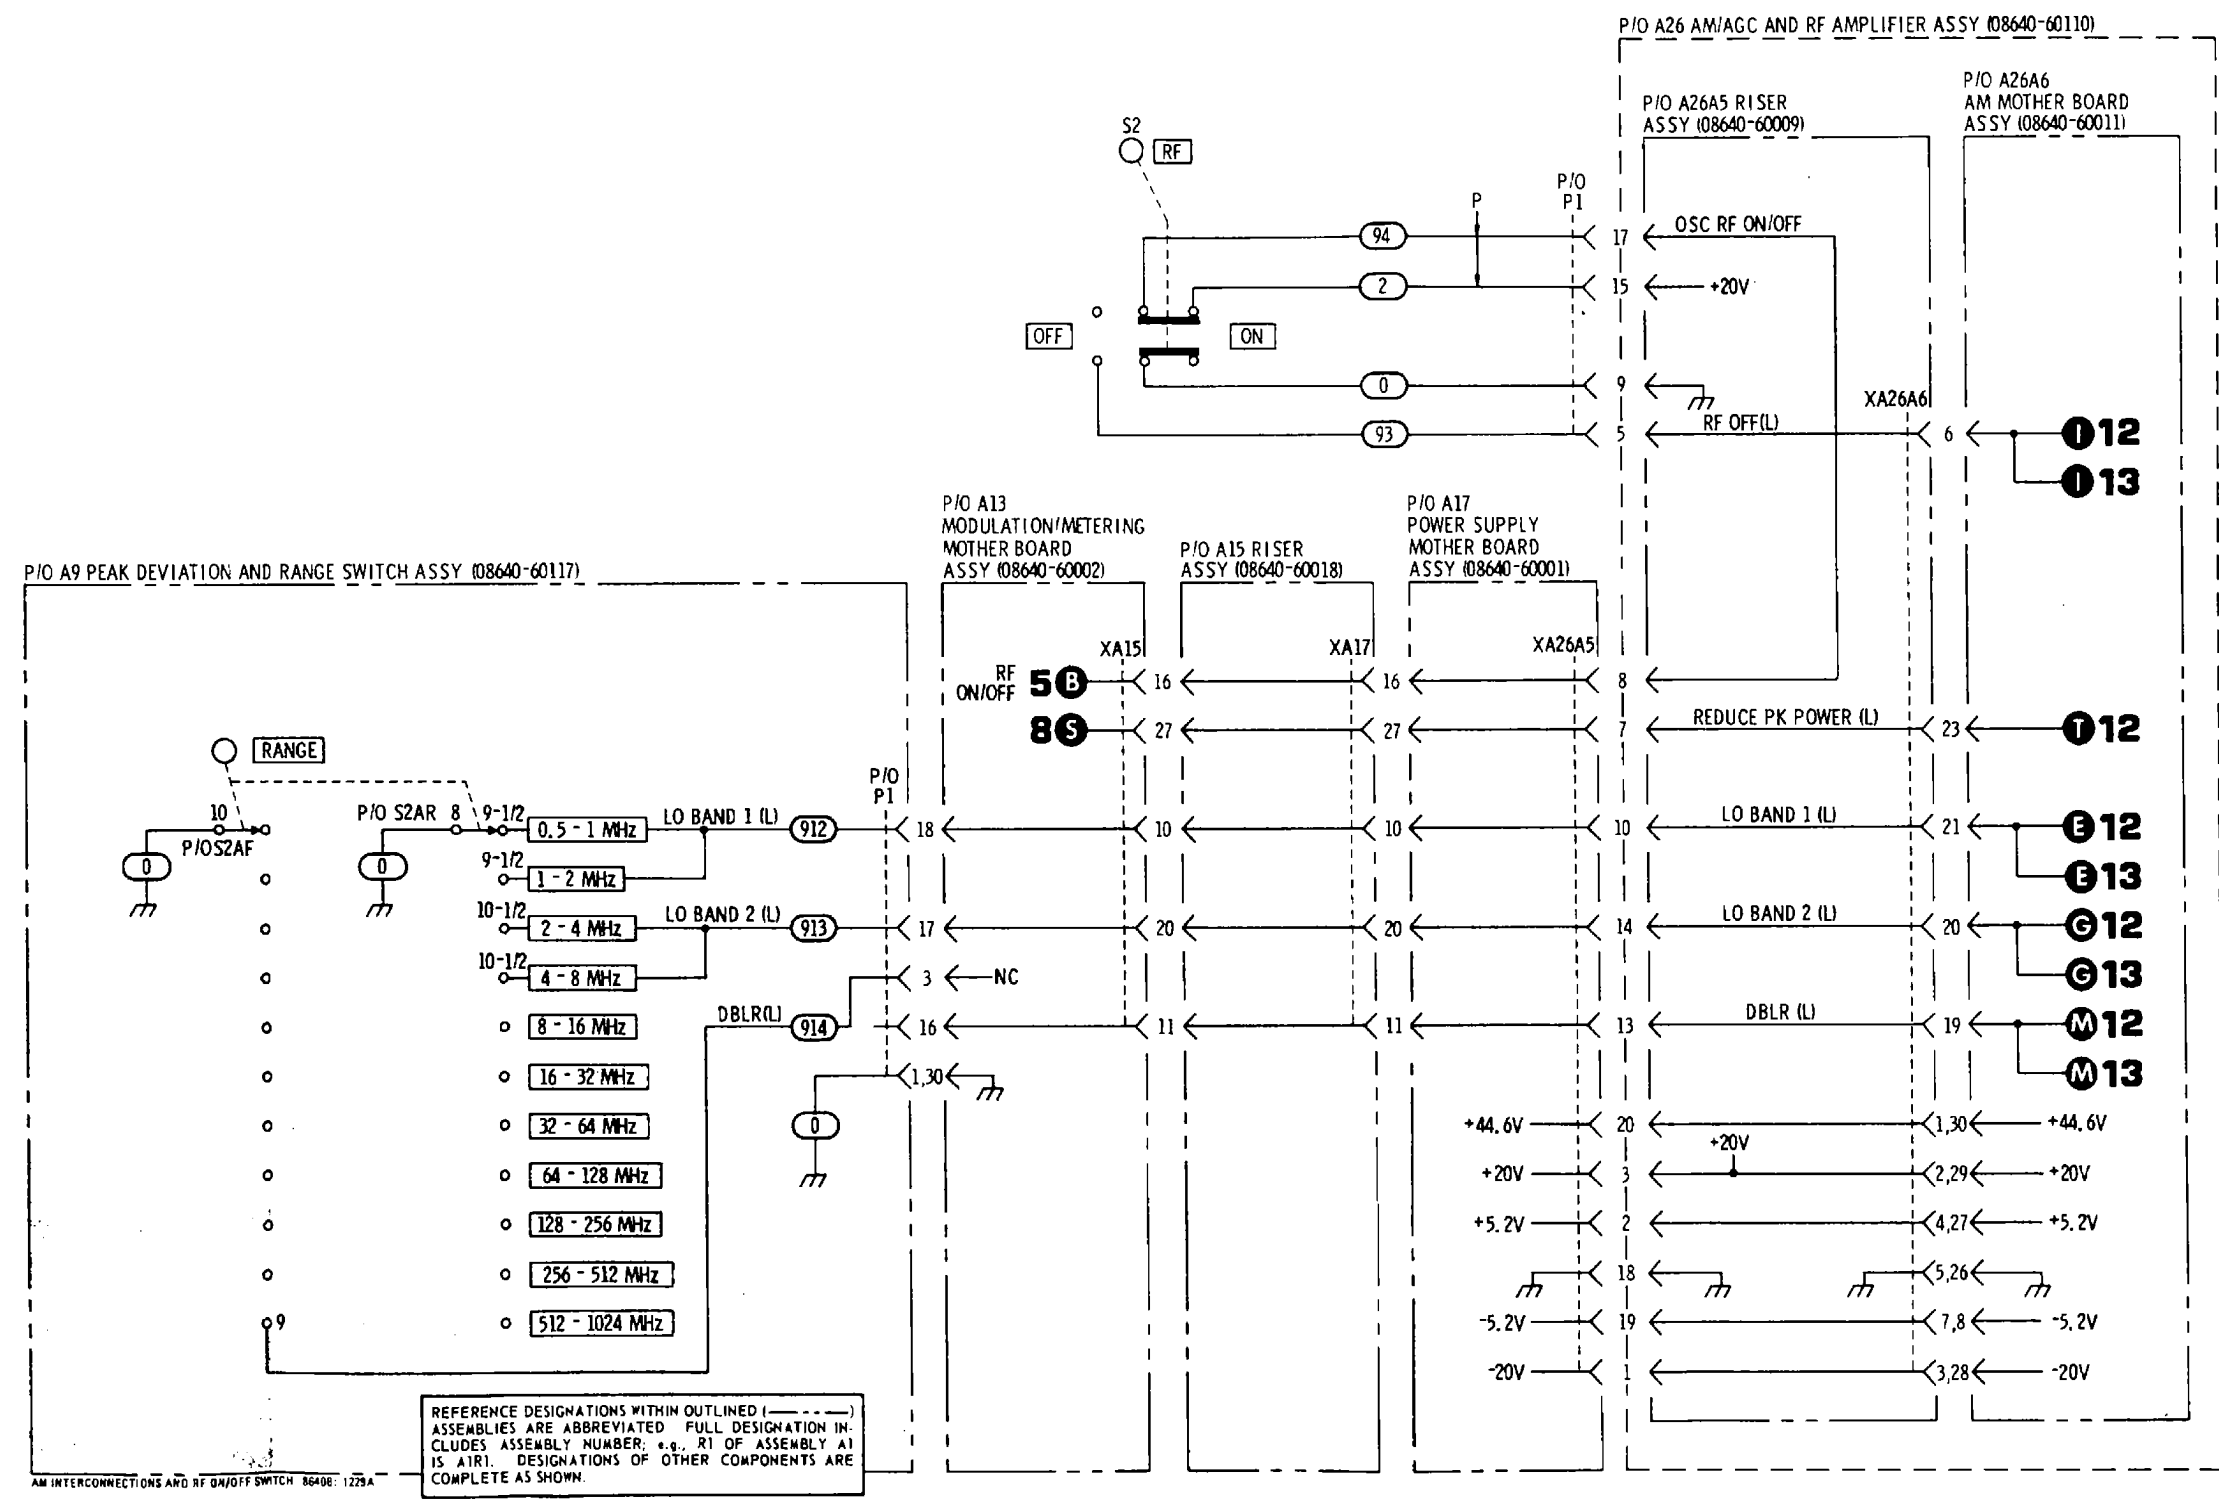 P/O A26 AM/AGC AND RF AMPLIFIER ASSY (08640-60110)
P/O A26A6
AM MOTHER BOARD
ASSY (08640-60011)
P/O A26A5 RISER
ASSY (08640-60009)
S2
RF
P/O
P1
P
94
17
OSC RF ON/OFF
2
15
+20V
OFF
ON
0
9
XA26A6
93
5
RF OFF(L)
6
I 12
I 13
P/O A13
MODULATION/METERING
MOTHER BOARD
ASSY (08640-60002)
P/O A15 RISER
ASSY (08640-60018)
P/O A17
POWER SUPPLY
MOTHER BOARD
ASSY (08640-60001)
P/O A9 PEAK DEVIATION AND RANGE SWITCH ASSY (08640-60117)
XA15
XA17
XA26A5
RF
ON/OFF
5 B
16
16
8
8 S
27
27
7
REDUCE PK POWER (L)
23
T 12
RANGE
P/O
P1
10
P/OS2AF
0
P/O S2AR
8
0
9-1/2
0.5 - 1 MHz
LO BAND 1 (L)
912
18
10
10
10
LO BAND 1 (L)
21
E 12
E 13
9-1/2
1 - 2 MHz
10-1/2
2 - 4 MHz
LO BAND 2 (L)
913
17
20
20
14
LO BAND 2 (L)
20
G 12
G 13
10-1/2
4 - 8 MHz
3
NC
8 - 16 MHz
DBLR(L)
914
16
11
11
13
DBLR (L)
19
M 12
M 13
16 - 32 MHz
1,30
32 - 64 MHz
0
+44.6V
20
1,30
+44.6V
+20V
64 - 128 MHz
+20V
3
2,29
+20V
128 - 256 MHz
+5.2V
2
4,27
+5.2V
256 - 512 MHz
18
5,26
9
512 - 1024 MHz
-5.2V
19
7,8
-5.2V
-20V
1
3,28
-20V
REFERENCE DESIGNATIONS WITHIN OUTLINED (— - - —)
ASSEMBLIES ARE ABBREVIATED FULL DESIGNATION IN-
CLUDES ASSEMBLY NUMBER; e.g., R1 OF ASSEMBLY A1
IS A1R1. DESIGNATIONS OF OTHER COMPONENTS ARE
COMPLETE AS SHOWN.
AM INTERCONNECTIONS AND RF ON/OFF SWITCH 8640B: 1229A